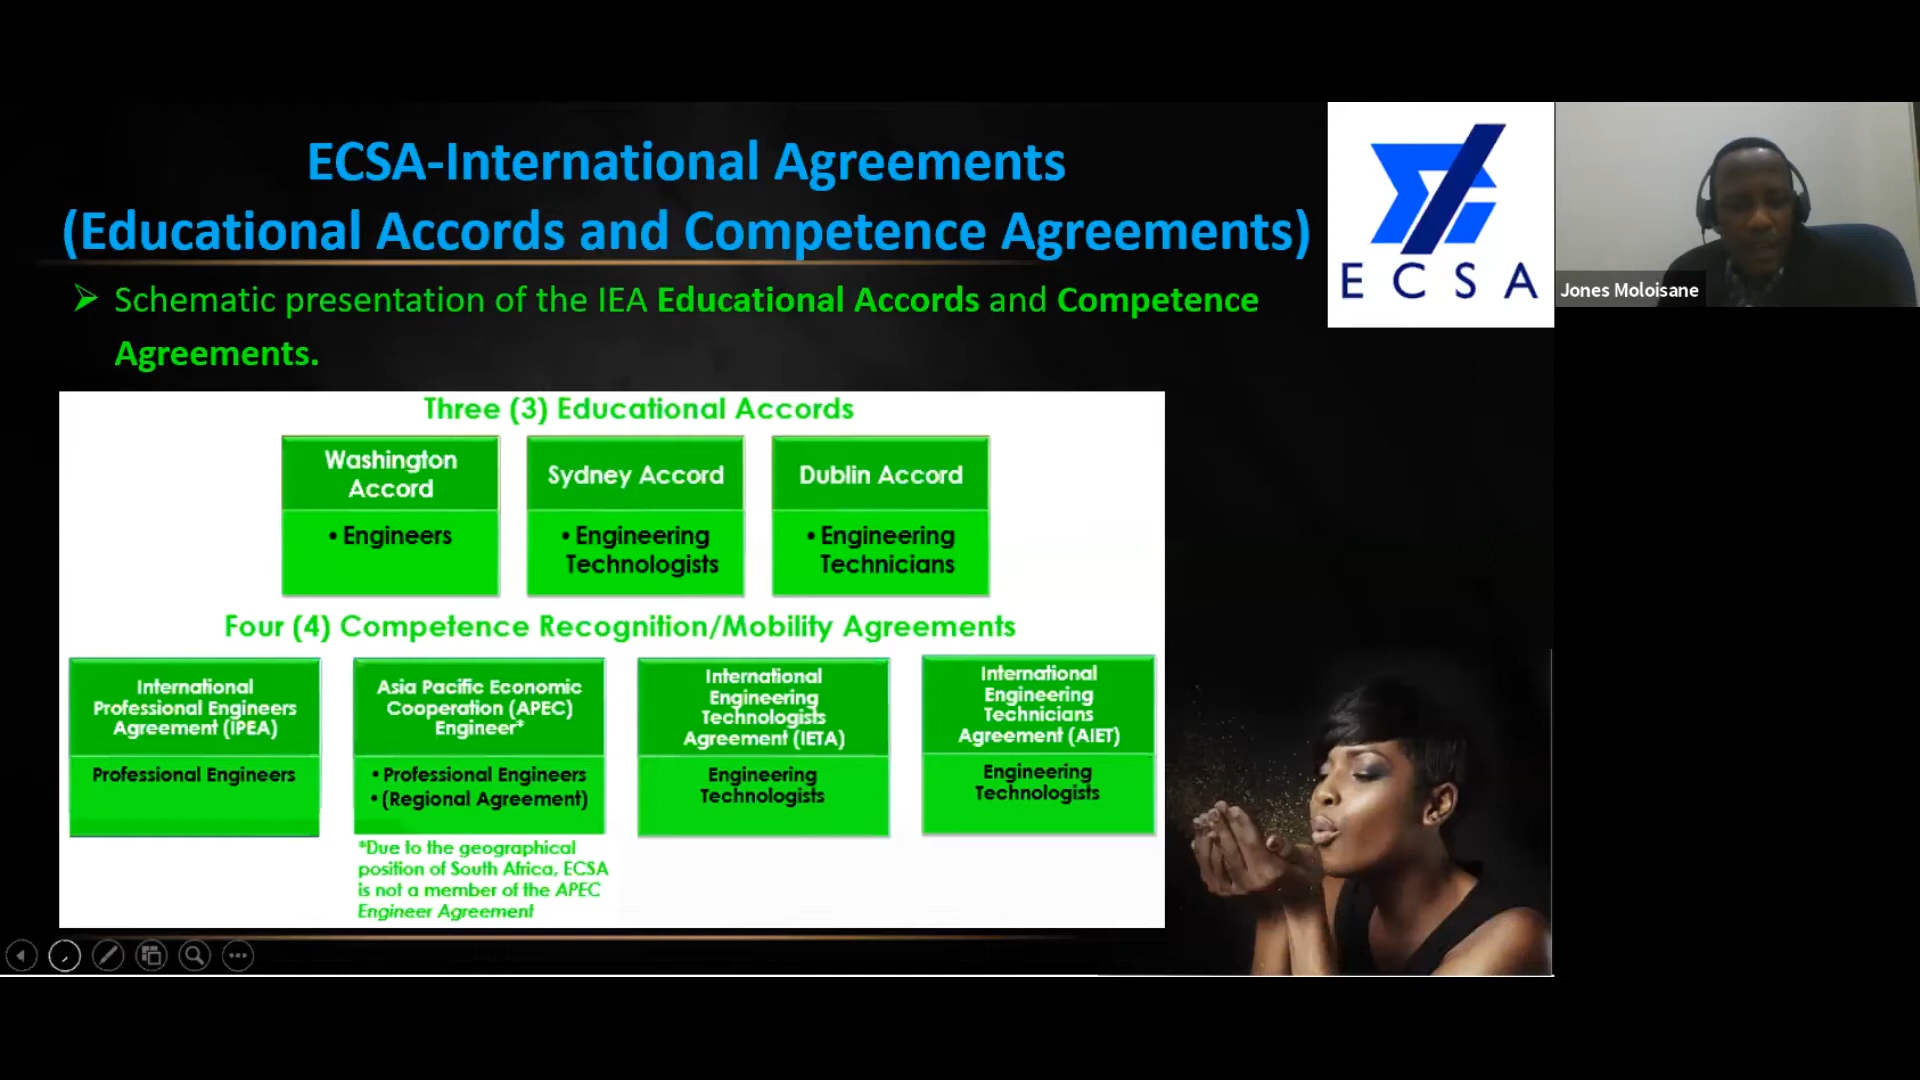 ECSA-International Agreements
(Educational Accords and Competence Agreements)
ECSA
Jones Moloisane
➢ Schematic presentation of the IEA Educational Accords and Competence
Agreements.
Three (3) Educational Accords
Washington
Accord
• Engineers
Sydney Accord
• Engineering
Technologists
Dublin Accord
• Engineering
Technicians
Four (4) Competence Recognition/Mobility Agreements
International
Professional Engineers
Agreement (IPEA)
Professional Engineers
Asia Pacific Economic
Cooperation (APEC)
Engineer*
• Professional Engineers
• (Regional Agreement)
*Due to the geographical
position of South Africa, ECSA
is not a member of the APEC
Engineer Agreement
International
Engineering
Technologists
Agreement (IETA)
Engineering
Technologists
International
Engineering
Technicians
Agreement (AIET)
Engineering
Technologists